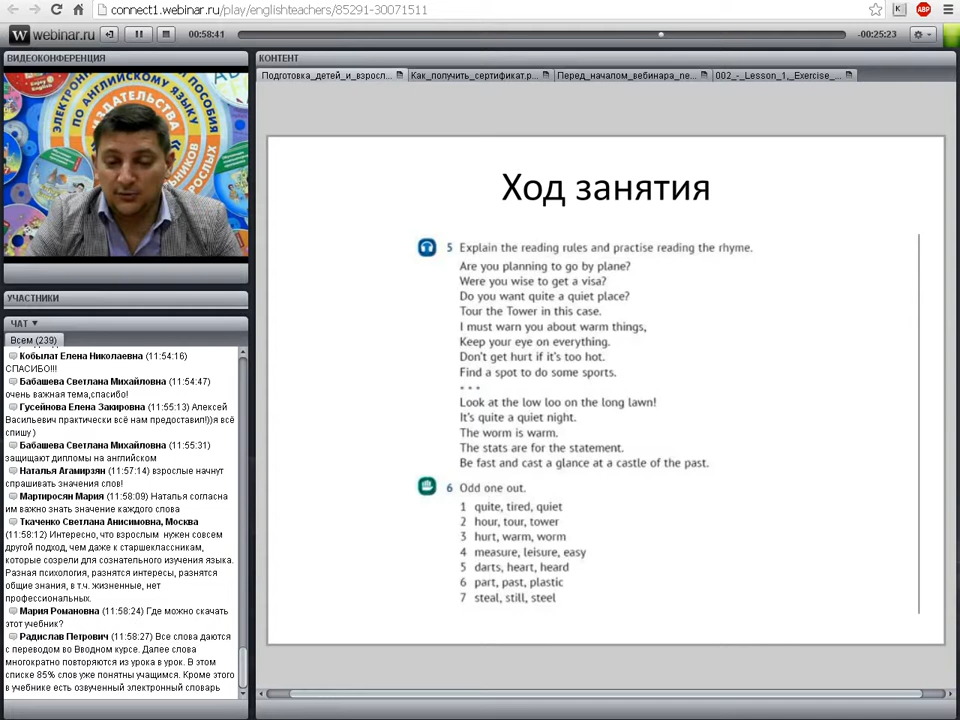 connect1.webinar.ru/play/englishteachers/85291-30071511
webinar.ru
00:58:41
-00:25:23
ВИДЕОКОНФЕРЕНЦИЯ
КОНТЕНТ
Подготовка_детей_и_взросл...
Как_получить_сертификат.p...
Перед_началом_вебинара_пе...
002_-_Lesson_1,_Exercise_...
ЭЛЕКТРОННЫЕ
ПОСОБИЯ
ПО АНГЛИЙСКОМУ ЯЗЫКУ
ИЗДАТЕЛЬСТВА
УЧАСТНИКИ
ЧАТ
Всем (239)
Кобылат Елена Николаевна (11:54:16)
СПАСИБО!!!
Бабашева Светлана Михайловна (11:54:47)
очень важная тема,спасибо!
Гусейнова Елена Закировна (11:55:13) Алексей
Васильевич практически всё нам предоставил!))я всё
спишу )
Бабашева Светлана Михайловна (11:55:31)
защищают дипломы на английском
Наталья Агамирзян (11:57:14) взрослые начнут
спрашивать значения слов!
Мартиросян Мария (11:58:09) Наталья согласна
им важно знать значение каждого слова
Ткаченко Светлана Анисимовна, Москва
(11:58:12) Интересно, что взрослым нужен совсем
другой подход, чем даже к старшеклассникам,
которые созрели для сознательного изучения языка.
Разная психология, разнятся интересы, разнятся
общие знания, в т.ч. жизненные, нет
профессиональных.
Мария Романовна (11:58:24) Где можно скачать
этот учебник?
Радислав Петрович (11:58:27) Все слова даются
с переводом во Вводном курсе. Далее слова
многократно повторяются из урока в урок. В этом
списке 85% слов уже понятны учащимся. Кроме этого
в учебнике есть озвученный электронный словарь
Ход занятия
5 Explain the reading rules and practise reading the rhyme.
Are you planning to go by plane?
Were you wise to get a visa?
Do you want quite a quiet place?
Tour the Tower in this case.
I must warn you about warm things,
Keep your eye on everything.
Don't get hurt if it's too hot.
Find a spot to do some sports.
* * *
Look at the low loo on the long lawn!
It's quite a quiet night.
The worm is warm.
The stats are for the statement.
Be fast and cast a glance at a castle of the past.
6 Odd one out.
1 quite, tired, quiet
2 hour, tour, tower
3 hurt, warm, worm
4 measure, leisure, easy
5 darts, heart, heard
6 part, past, plastic
7 steal, still, steel